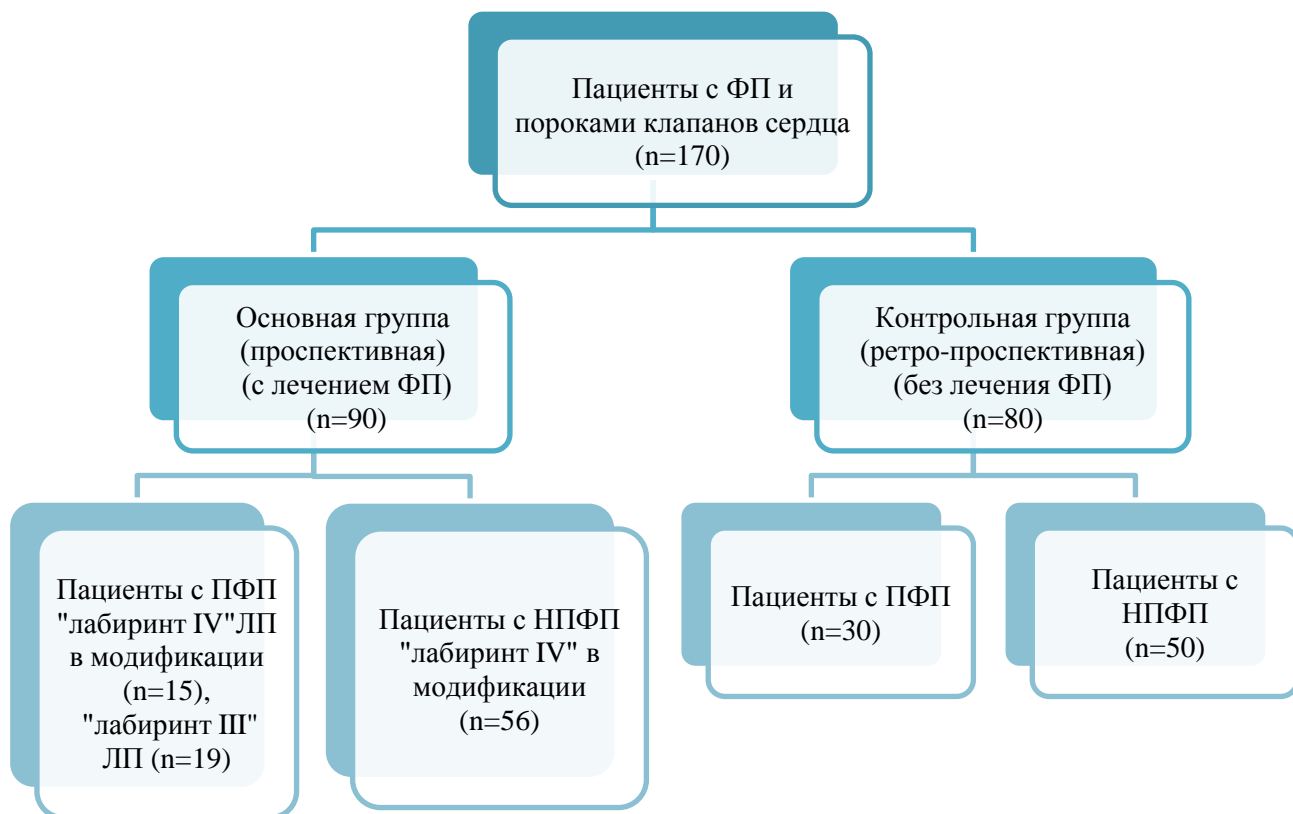 Пациенты с ФП и
пороками клапанов сердца
(n=170)
Основная группа
(проспективная)
(с лечением ФП)
(n=90)
Контрольная группа
(ретро-проспективная)
(без лечения ФП)
(n=80)
Пациенты с ПФП
"лабиринт IV"ЛП
в модификации
(n=15),
"лабиринт III"
ЛП (n=19)
Пациенты с НПФП
"лабиринт IV" в
модификации
(n=56)
Пациенты с ПФП
(n=30)
Пациенты с
НПФП
(n=50)